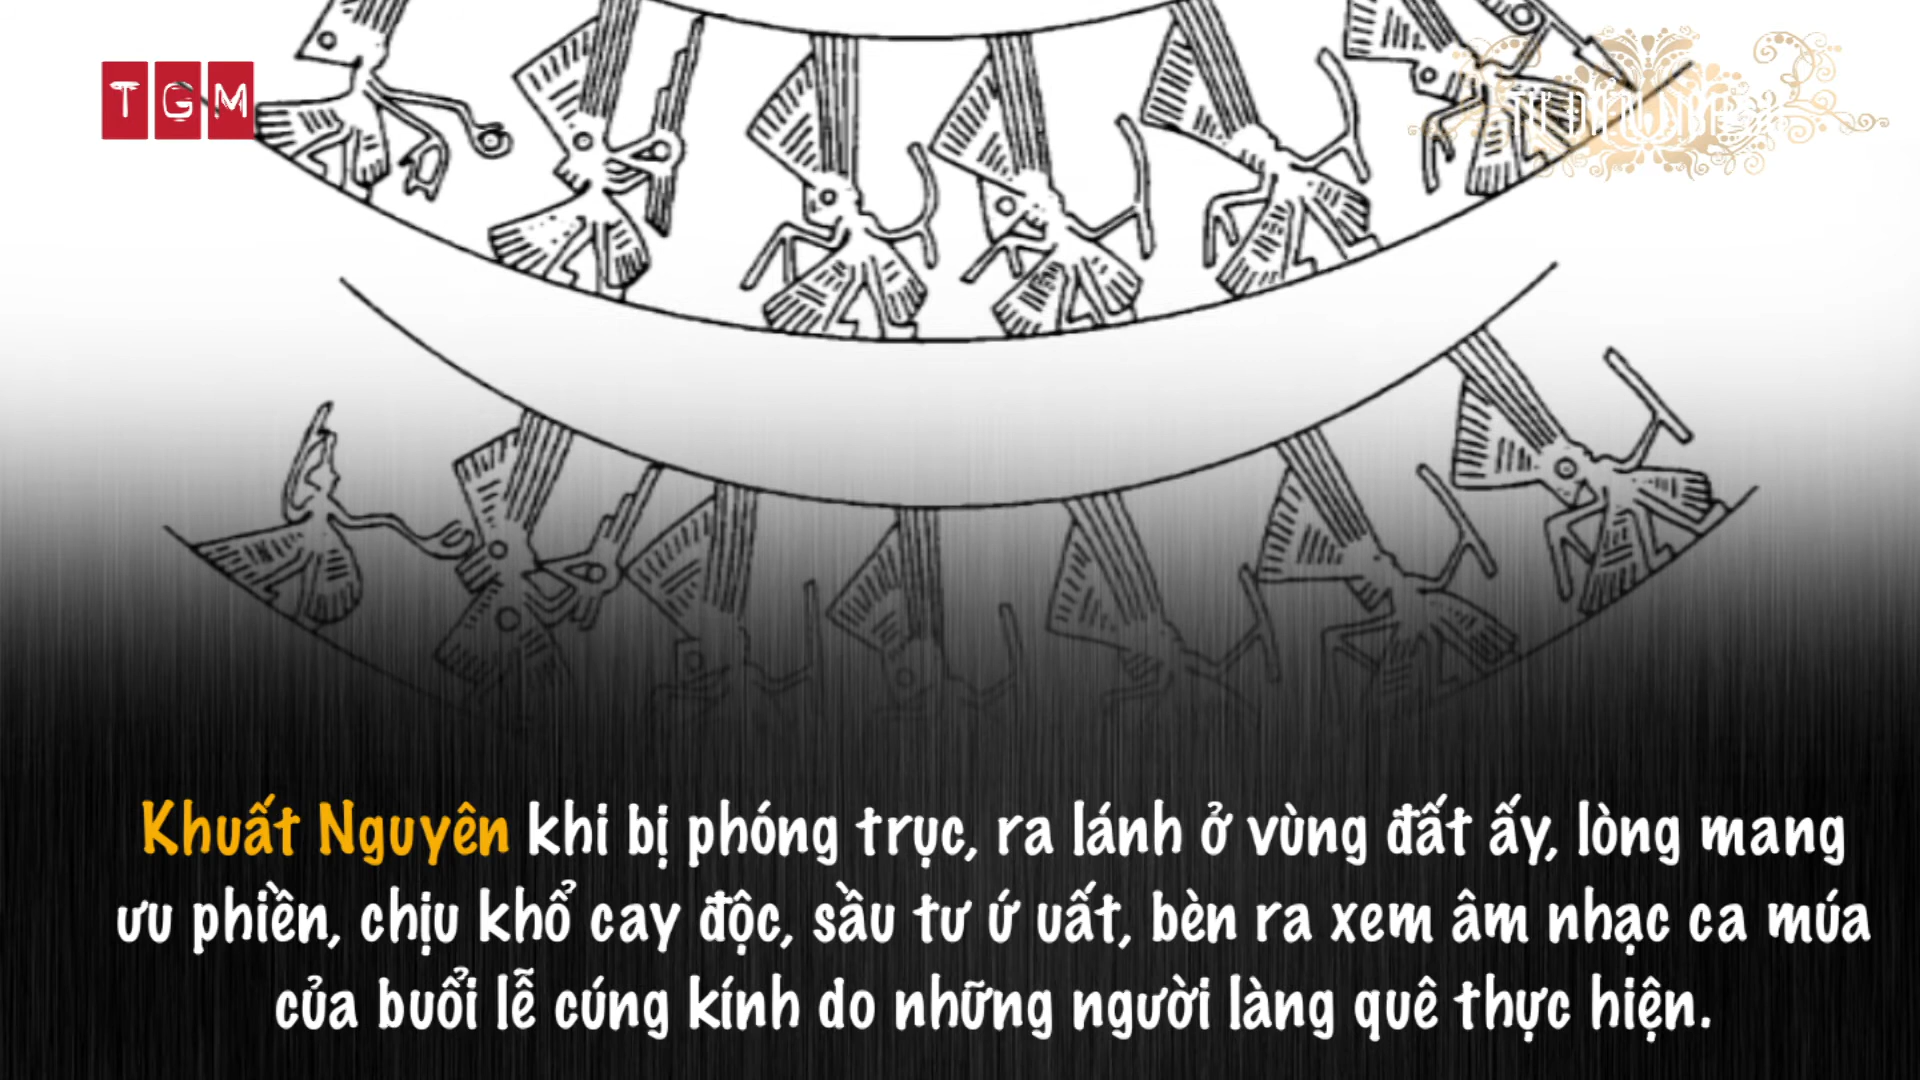 TGM
Khuất Nguyên khi bị phóng trục, ra lánh ở vùng đất ấy, lòng mang
ưu phiền, chịu khổ cay độc, sầu tư ứ uất, bèn ra xem âm nhạc ca múa
của buổi lễ cúng kính do những người làng quê thực hiện.